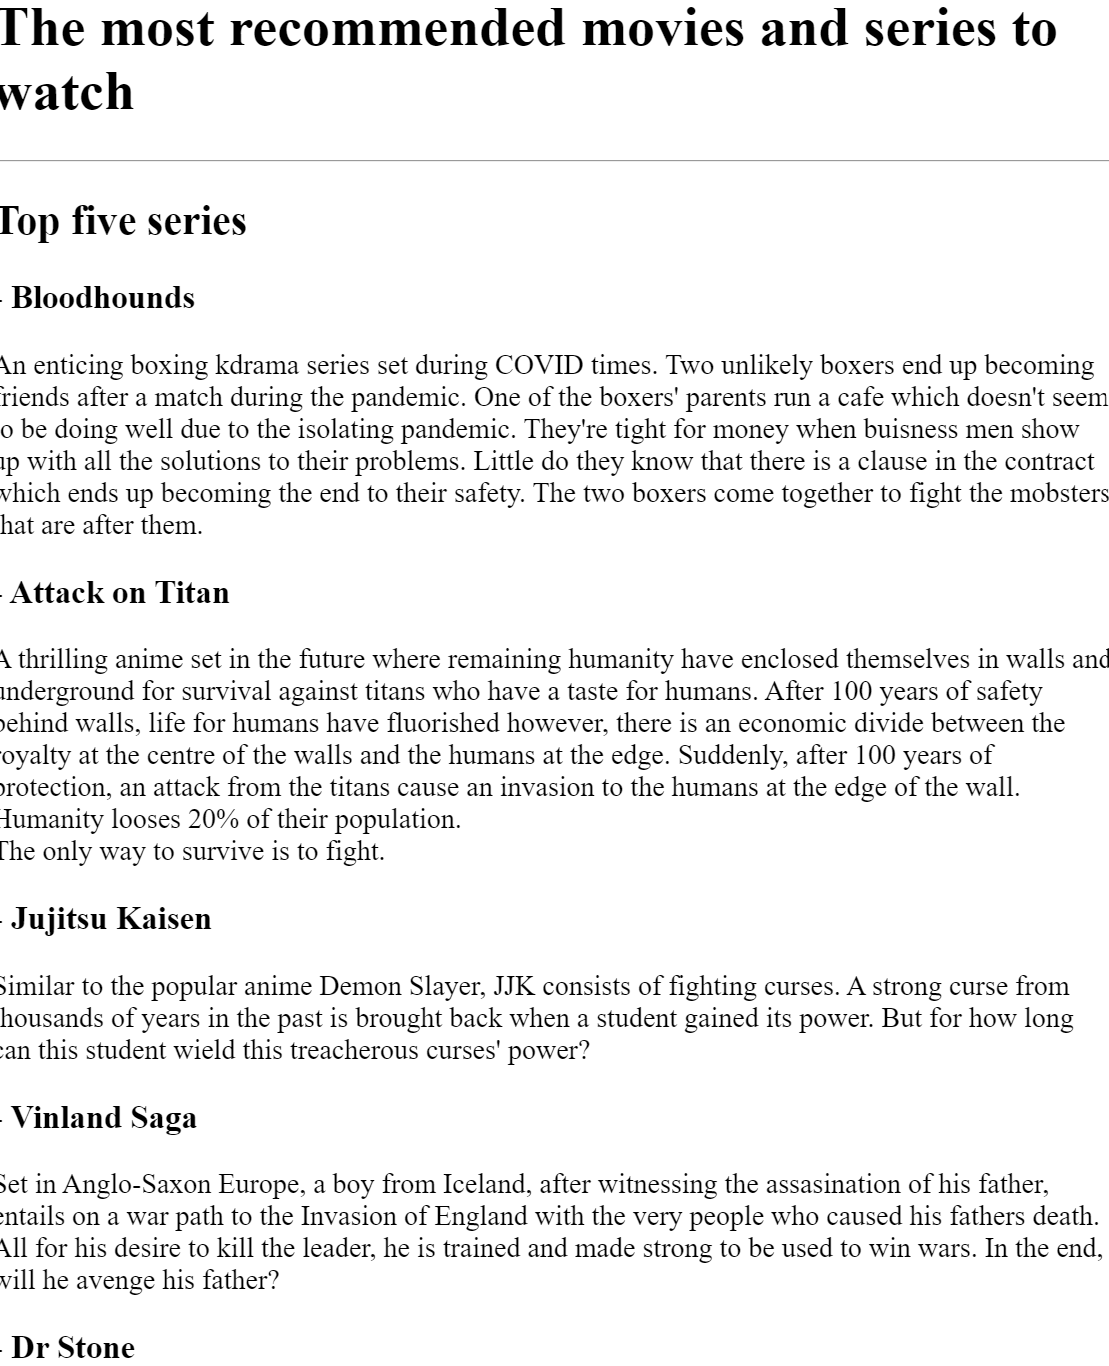 The most recommended movies and series to
watch
Top five series
- Bloodhounds
An enticing boxing kdrama series set during COVID times. Two unlikely boxers end up becoming
friends after a match during the pandemic. One of the boxers' parents run a cafe which doesn't seem
to be doing well due to the isolating pandemic. They're tight for money when buisness men show
up with all the solutions to their problems. Little do they know that there is a clause in the contract
which ends up becoming the end to their safety. The two boxers come together to fight the mobsters
that are after them.
- Attack on Titan
A thrilling anime set in the future where remaining humanity have enclosed themselves in walls and
underground for survival against titans who have a taste for humans. After 100 years of safety
behind walls, life for humans have fluorished however, there is an economic divide between the
royalty at the centre of the walls and the humans at the edge. Suddenly, after 100 years of
protection, an attack from the titans cause an invasion to the humans at the edge of the wall.
Humanity looses 20% of their population.
The only way to survive is to fight.
- Jujitsu Kaisen
Similar to the popular anime Demon Slayer, JJK consists of fighting curses. A strong curse from
thousands of years in the past is brought back when a student gained its power. But for how long
can this student wield this treacherous curses' power?
- Vinland Saga
Set in Anglo-Saxon Europe, a boy from Iceland, after witnessing the assasination of his father,
entails on a war path to the Invasion of England with the very people who caused his fathers death.
All for his desire to kill the leader, he is trained and made strong to be used to win wars. In the end,
will he avenge his father?
- Dr Stone